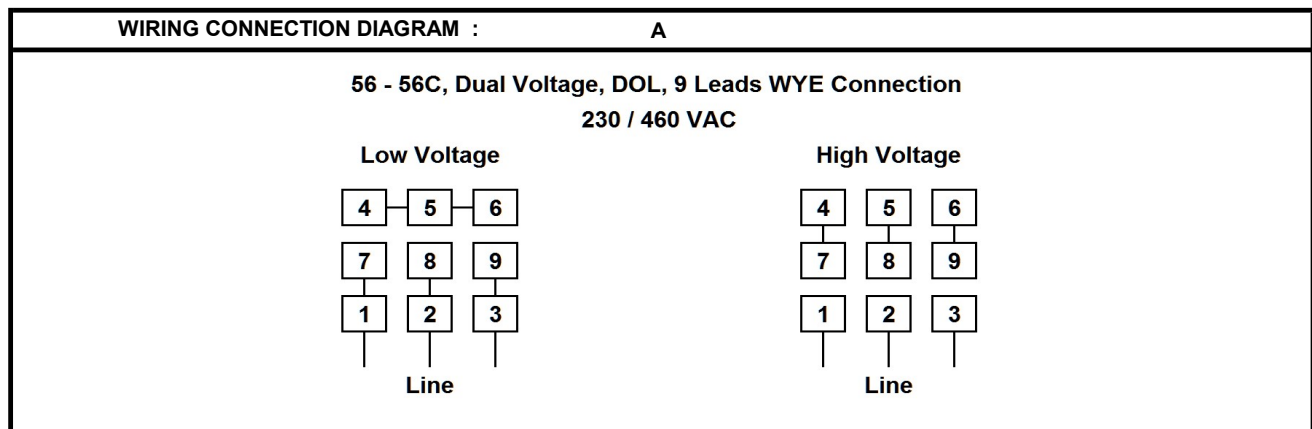 WIRING CONNECTION DIAGRAM : A
56 - 56C, Dual Voltage, DOL, 9 Leads WYE Connection
230 / 460 VAC
Low Voltage High Voltage
4 5 6 4 5 6
7 8 9 7 8 9
1 2 3 1 2 3
Line Line